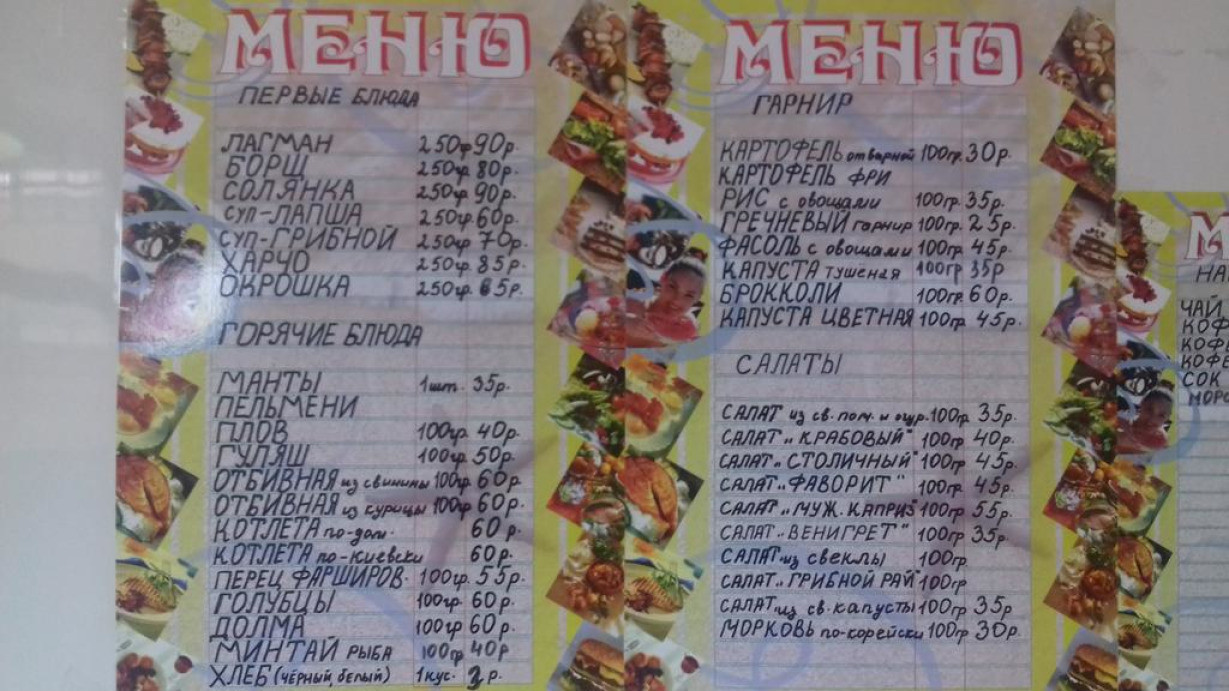 МЕНЮ
ПЕРВЫЕ БЛЮДА
ЛАГМАН 250гр 90р.
БОРЩ 250гр. 80р.
СОЛЯНКА 250гр. 90р.
СУП-ЛАПША 250гр. 60р.
СУП-ГРИБНОЙ 250гр. 70р.
ХАРЧО 250гр. 85р.
ОКРОШКА 250гр. 65р.
ГОРЯЧИЕ БЛЮДА
МАНТЫ 1шт. 35р.
ПЕЛЬМЕНИ
ПЛОВ 100гр. 40р.
ГУЛЯШ 100гр. 50р.
ОТБИВНАЯ из свинины 100гр. 60р.
ОТБИВНАЯ из курицы 100гр. 60р.
КОТЛЕТА по-дом. 60р.
КОТЛЕТА по-киевски 60р.
ПЕРЕЦ ФАРШИРОВ. 100гр. 55р.
ГОЛУБЦЫ 100гр. 60р.
ДОЛМА 100гр. 60р.
МИНТАЙ РЫБА 100гр 40р
ХЛЕБ (чёрный, белый) 1кус. р.
МЕНЮ
ГАРНИР
КАРТОФЕЛЬ отварной 100гр. 30р.
КАРТОФЕЛЬ ФРИ
РИС с овощами 100гр. 35р.
ГРЕЧНЕВЫЙ гарнир 100гр. 25р.
ФАСОЛЬ с овощами 100гр. 45р.
КАПУСТА тушеная 100гр 35р
БРОККОЛИ 100гр. 60р.
КАПУСТА ЦВЕТНАЯ 100гр. 45р.
САЛАТЫ
САЛАТ из св. пом. и огур. 100гр. 35р.
САЛАТ „КРАБОВЫЙ" 100гр. 40р.
САЛАТ „СТОЛИЧНЫЙ" 100гр. 45р.
САЛАТ „ФАВОРИТ" 100гр. 45р.
САЛАТ „МУЖ. КАПРИЗ" 100гр. 55р.
САЛАТ „ВЕНИГРЕТ" 100гр. 35р.
САЛАТ из свеклы 100гр.
САЛАТ „ГРИБНОЙ РАЙ" 100гр
САЛАТ из св. капусты 100гр 35р
МОРКОВЬ по-корейски 100гр 30р.
М
НА
ЧАЙ
КОФ
КОФЕ
КОФЕ
СОК
МОРО